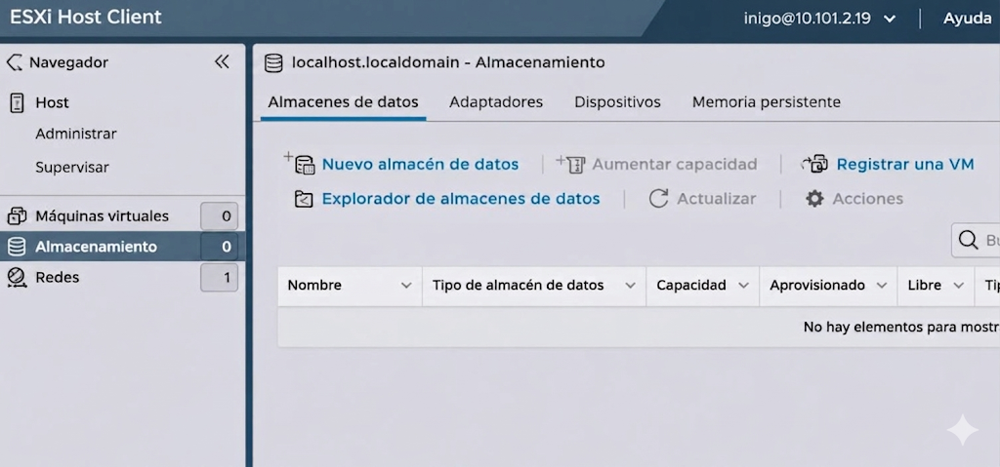 ESXi Host Client
inigo@10.101.2.19
Ayuda
Navegador
Host
Administrar
Supervisar
Máquinas virtuales 0
Almacenamiento 0
Redes 1
localhost.localdomain - Almacenamiento
Almacenes de datos Adaptadores Dispositivos Memoria persistente
Nuevo almacén de datos Aumentar capacidad Registrar una VM
Explorador de almacenes de datos Actualizar Acciones
Nombre Tipo de almacén de datos Capacidad Aprovisionado Libre
No hay elementos para